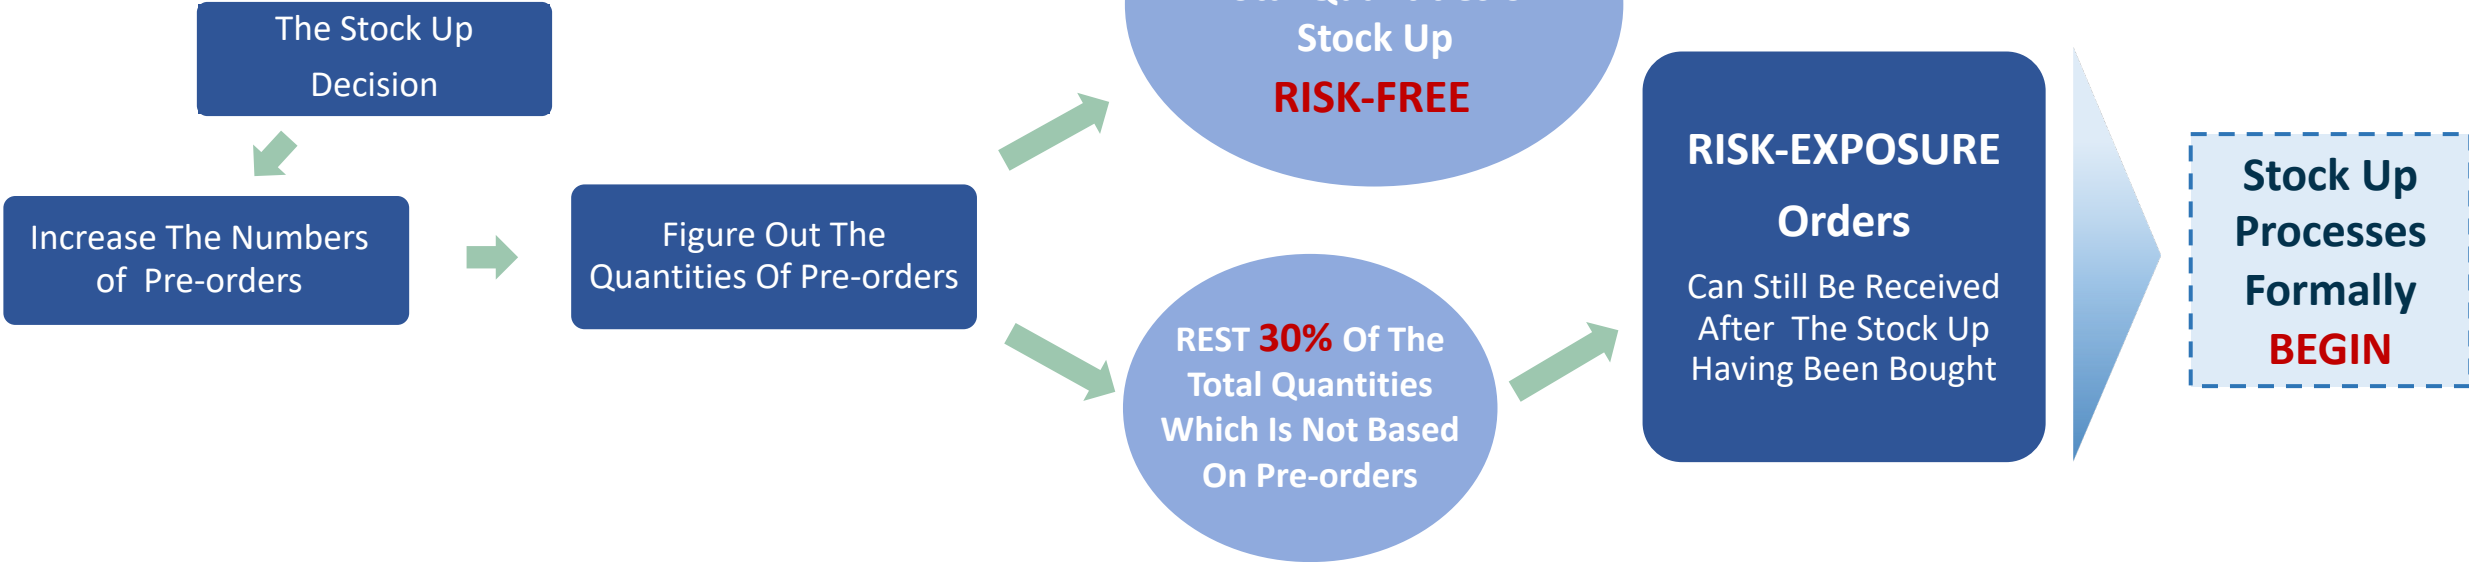 The Stock Up
Decision
Increase The Numbers
of Pre-orders
Figure Out The
Quantities Of Pre-orders
Stock Up
RISK-FREE
REST 30% Of The
Total Quantities
Which Is Not Based
On Pre-orders
RISK-EXPOSURE
Orders
Can Still Be Received
After The Stock Up
Having Been Bought
Stock Up
Processes
Formally
BEGIN